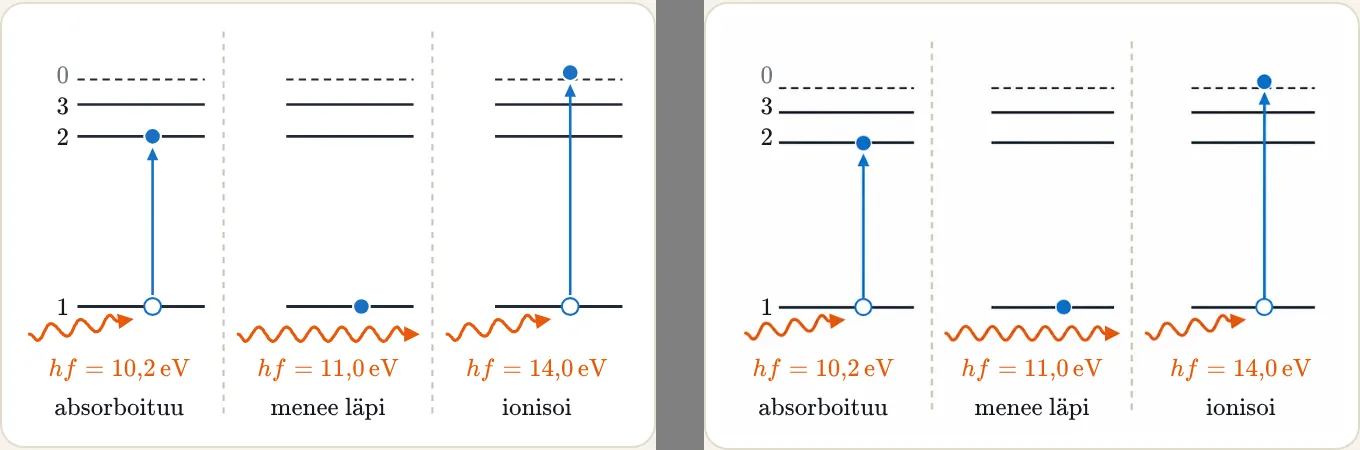 0
3
2
1
hf = 10,2 eV
absorboituu
hf = 11,0 eV
menee läpi
hf = 14,0 eV
ionisoi
0
3
2
1
hf = 10,2 eV
absorboituu
hf = 11,0 eV
menee läpi
hf = 14,0 eV
ionisoi